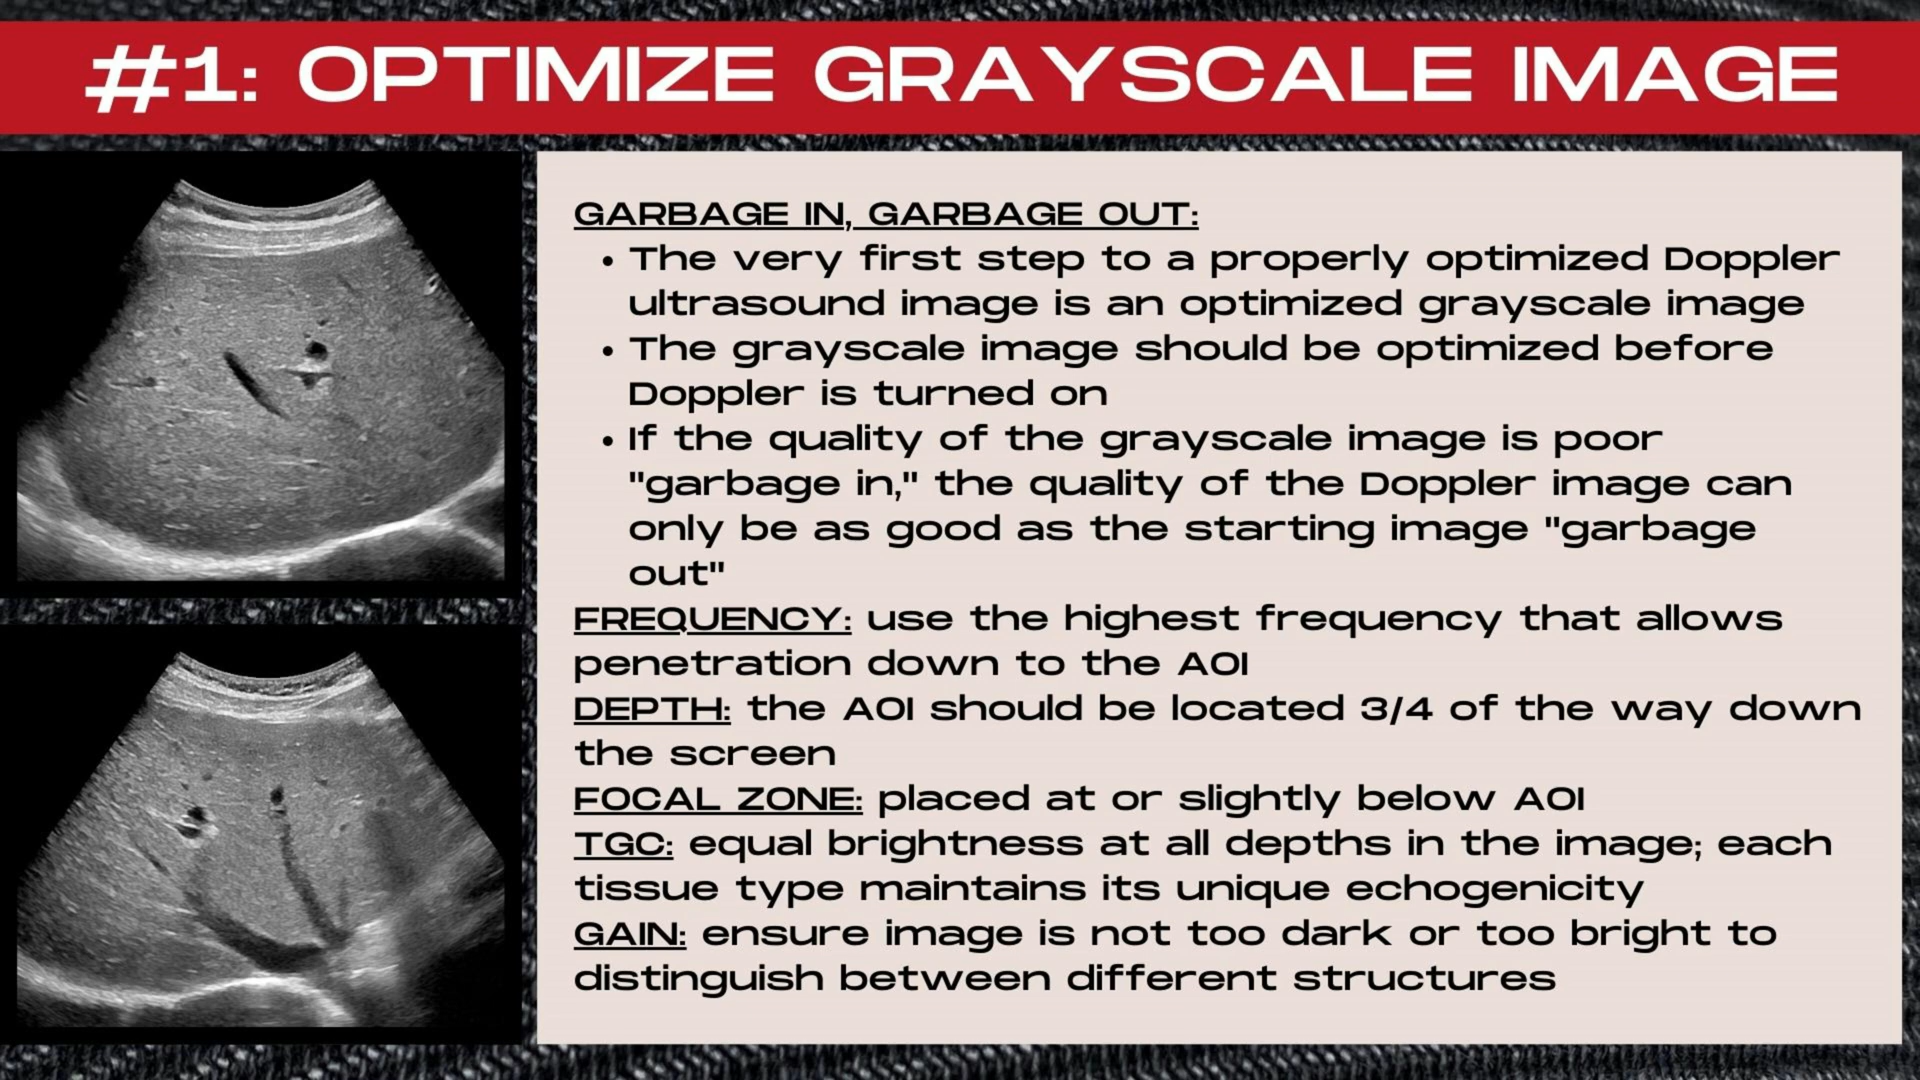 #1: OPTIMIZE GRAYSCALE IMAGE
GARBAGE IN, GARBAGE OUT:
• The very first step to a properly optimized Doppler
ultrasound image is an optimized grayscale image
• The grayscale image should be optimized before
Doppler is turned on
• If the quality of the grayscale image is poor
"garbage in," the quality of the Doppler image can
only be as good as the starting image "garbage
out"
FREQUENCY: use the highest frequency that allows
penetration down to the AOI
DEPTH: the AOI should be located 3/4 of the way down
the screen
FOCAL ZONE: placed at or slightly below AOI
TGC: equal brightness at all depths in the image; each
tissue type maintains its unique echogenicity
GAIN: ensure image is not too dark or too bright to
distinguish between different structures